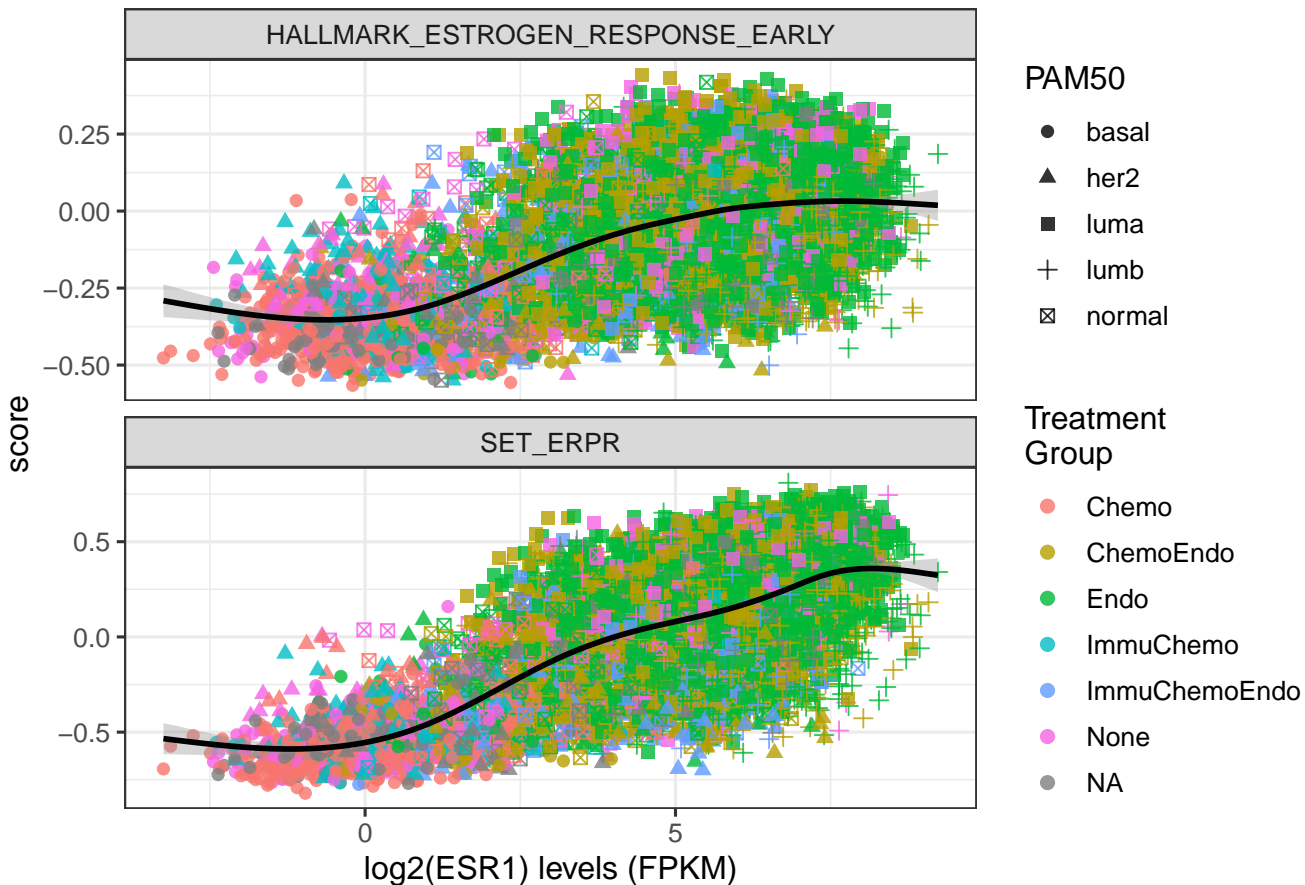 HALLMARK_ESTROGEN_RESPONSE_EARLY
0.25
0.00
−0.25
−0.50
SET_ERPR
0.5
0.0
−0.5
0
5
score
log2(ESR1) levels (FPKM)
PAM50
basal
her2
luma
lumb
normal
Treatment
Group
Chemo
ChemoEndo
Endo
ImmuChemo
ImmuChemoEndo
None
NA